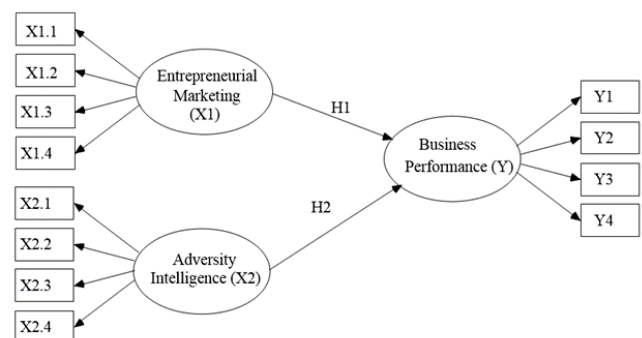 X1.1
X1.2
X1.3
X1.4
Entrepreneurial
Marketing
(X1)
H1
Business
Performance (Y)
Y1
Y2
Y3
Y4
X2.1
X2.2
X2.3
X2.4
Adversity
Intelligence (X2)
H2